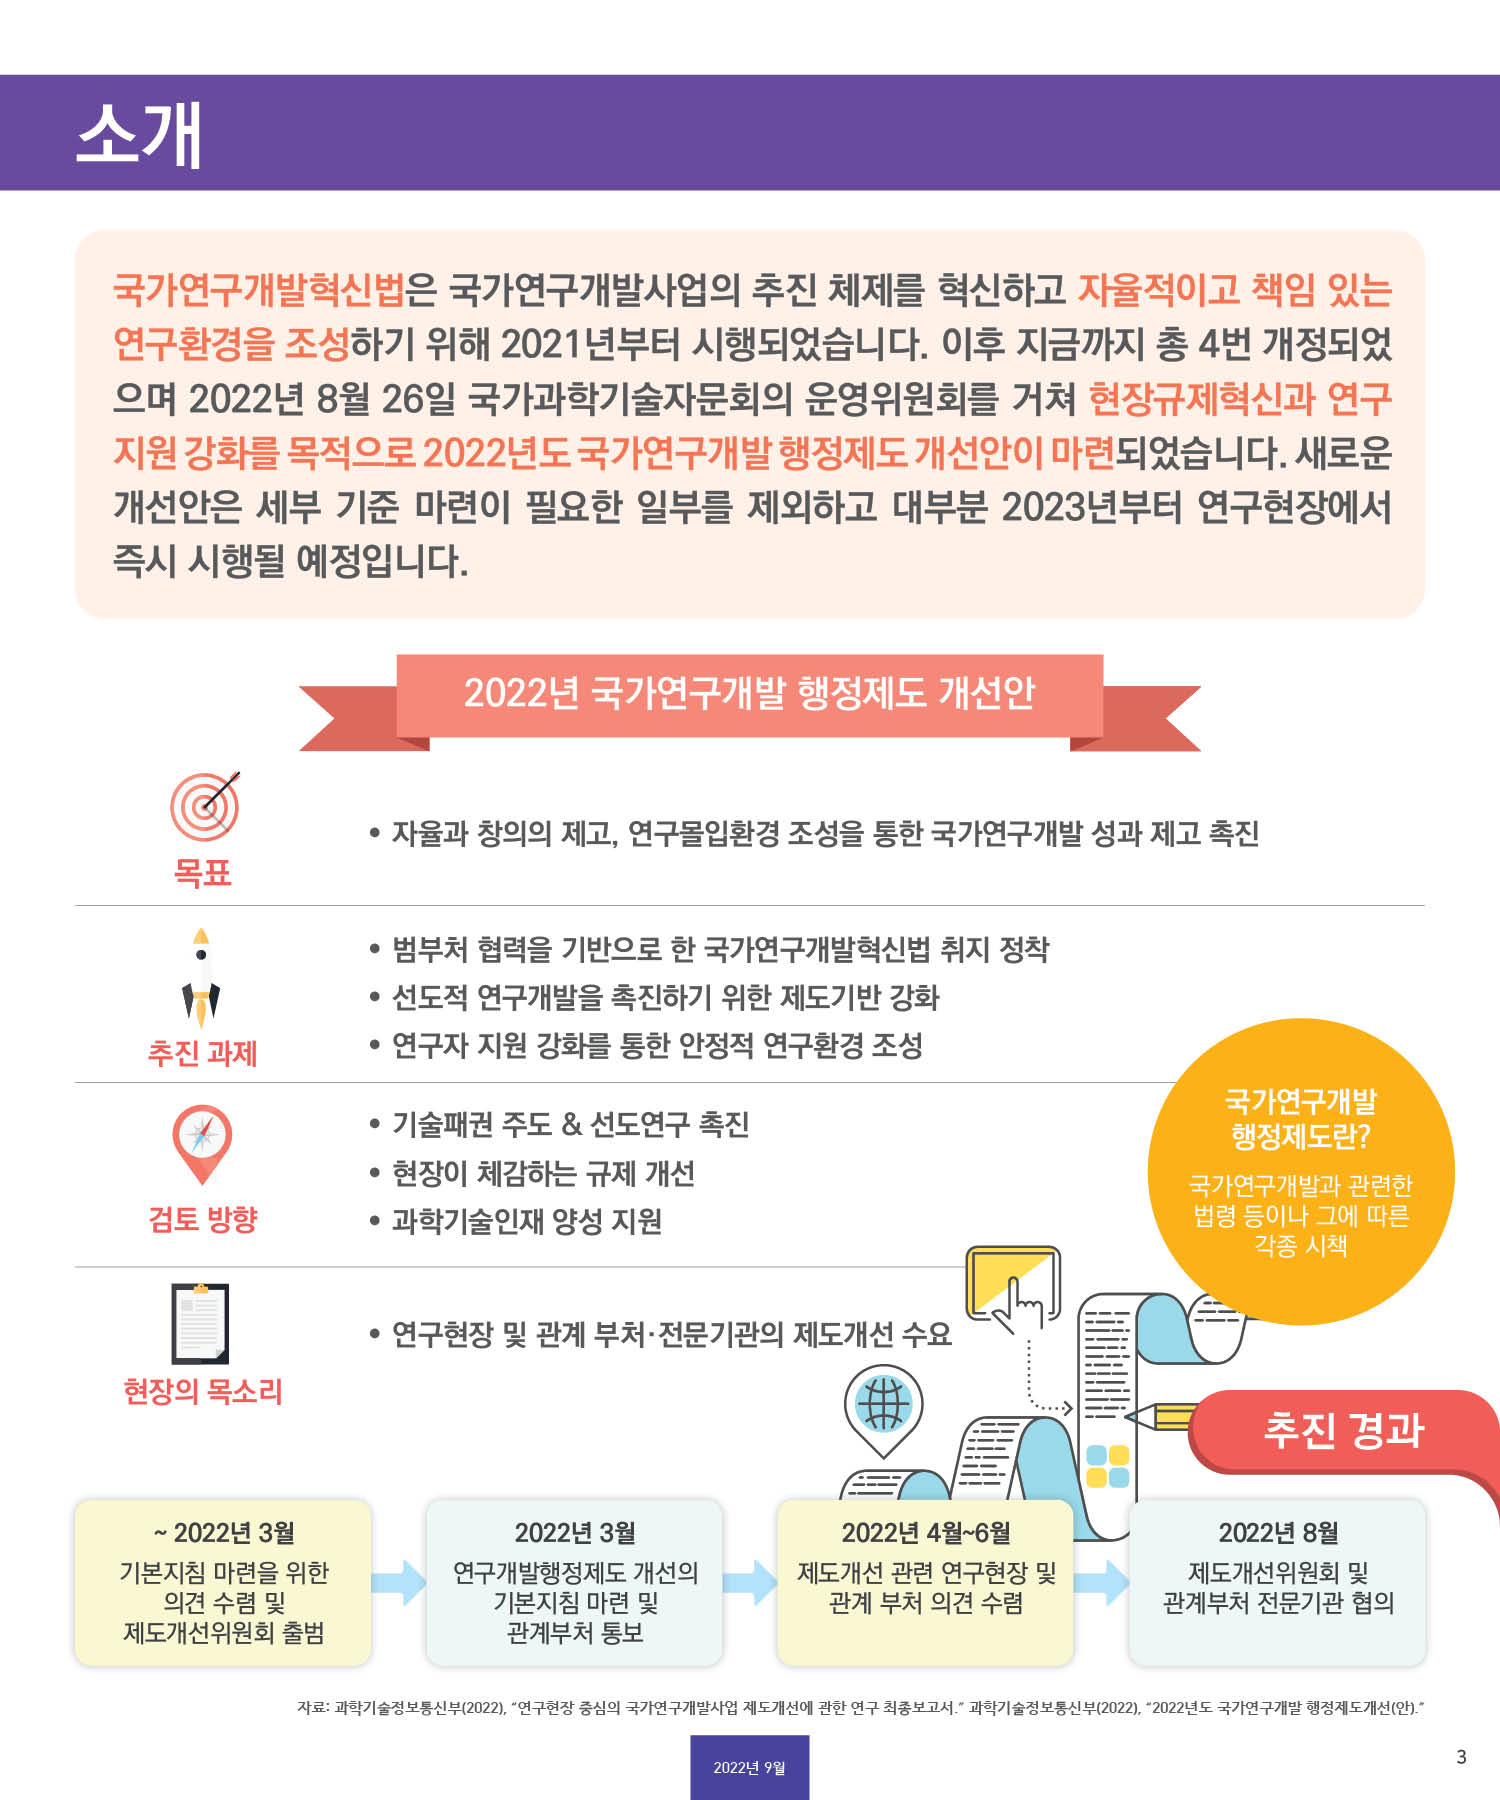 소개
국가연구개발혁신법은 국가연구개발사업의 추진 체제를 혁신하고 자율적이고 책임 있는
연구환경을 조성하기 위해 2021년부터 시행되었습니다. 이후 지금까지 총 4번 개정되었
으며 2022년 8월 26일 국가과학기술자문회의 운영위원회를 거쳐 현장규제혁신과 연구
지원 강화를 목적으로 2022년도 국가연구개발 행정제도 개선안이 마련되었습니다. 새로운
개선안은 세부 기준 마련이 필요한 일부를 제외하고 대부분 2023년부터 연구현장에서
즉시 시행될 예정입니다.
2022년 국가연구개발 행정제도 개선안
목표
• 자율과 창의의 제고, 연구몰입환경 조성을 통한 국가연구개발 성과 제고 촉진
추진 과제
• 범부처 협력을 기반으로 한 국가연구개발혁신법 취지 정착
• 선도적 연구개발을 촉진하기 위한 제도기반 강화
• 연구자 지원 강화를 통한 안정적 연구환경 조성
검토 방향
• 기술패권 주도 & 선도연구 촉진
• 현장이 체감하는 규제 개선
• 과학기술인재 양성 지원
국가연구개발
행정제도란?
국가연구개발과 관련한
법령 등이나 그에 따른
각종 시책
현장의 목소리
• 연구현장 및 관계 부처·전문기관의 제도개선 수요
추진 경과
~ 2022년 3월
기본지침 마련을 위한
의견 수렴 및
제도개선위원회 출범
2022년 3월
연구개발행정제도 개선의
기본지침 마련 및
관계부처 통보
2022년 4월~6월
제도개선 관련 연구현장 및
관계 부처 의견 수렴
2022년 8월
제도개선위원회 및
관계부처 전문기관 협의
자료: 과학기술정보통신부(2022), “연구현장 중심의 국가연구개발사업 제도개선에 관한 연구 최종보고서.” 과학기술정보통신부(2022), “2022년도 국가연구개발 행정제도개선(안).”
2022년 9월
3